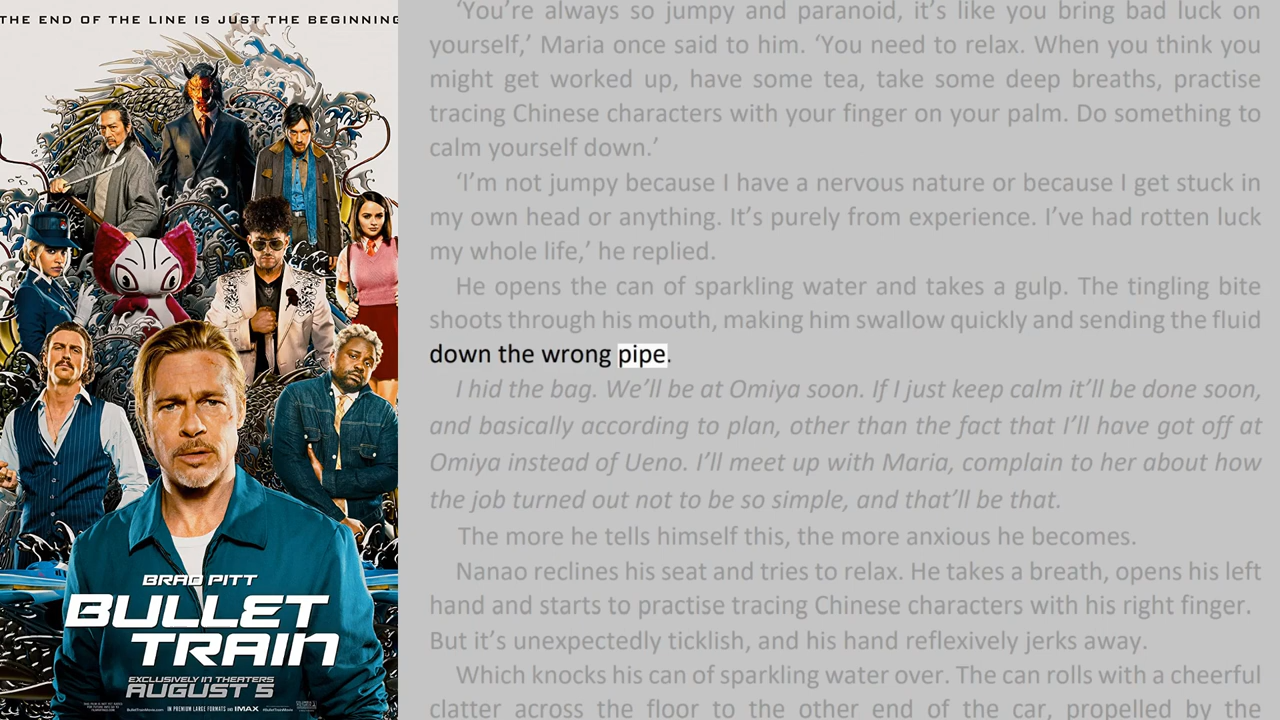 THE END OF THE LINE IS JUST THE BEGINNING
BRAD PITT
BULLET
TRAIN
EXCLUSIVELY IN THEATERS
AUGUST 5
BulletTrainMovie.com
IN PREMIUM LARGE FORMATS AND IMAX
#BulletTrainMovie
‘You’re always so jumpy and paranoid, it’s like you bring bad luck on
yourself,’ Maria once said to him. ‘You need to relax. When you think you
might get worked up, have some tea, take some deep breaths, practise
tracing Chinese characters with your finger on your palm. Do something to
calm yourself down.’
‘I’m not jumpy because I have a nervous nature or because I get stuck in
my own head or anything. It’s purely from experience. I’ve had rotten luck
my whole life,’ he replied.
He opens the can of sparkling water and takes a gulp. The tingling bite
shoots through his mouth, making him swallow quickly and sending the fluid
down the wrong pipe.
I hid the bag. We’ll be at Omiya soon. If I just keep calm it’ll be done soon,
and basically according to plan, other than the fact that I’ll have got off at
Omiya instead of Ueno. I’ll meet up with Maria, complain to her about how
the job turned out not to be so simple, and that’ll be that.
The more he tells himself this, the more anxious he becomes.
Nanao reclines his seat and tries to relax. He takes a breath, opens his left
hand and starts to practise tracing Chinese characters with his right finger.
But it’s unexpectedly ticklish, and his hand reflexively jerks away.
Which knocks his can of sparkling water over. The can rolls with a cheerful
car, propelled by the